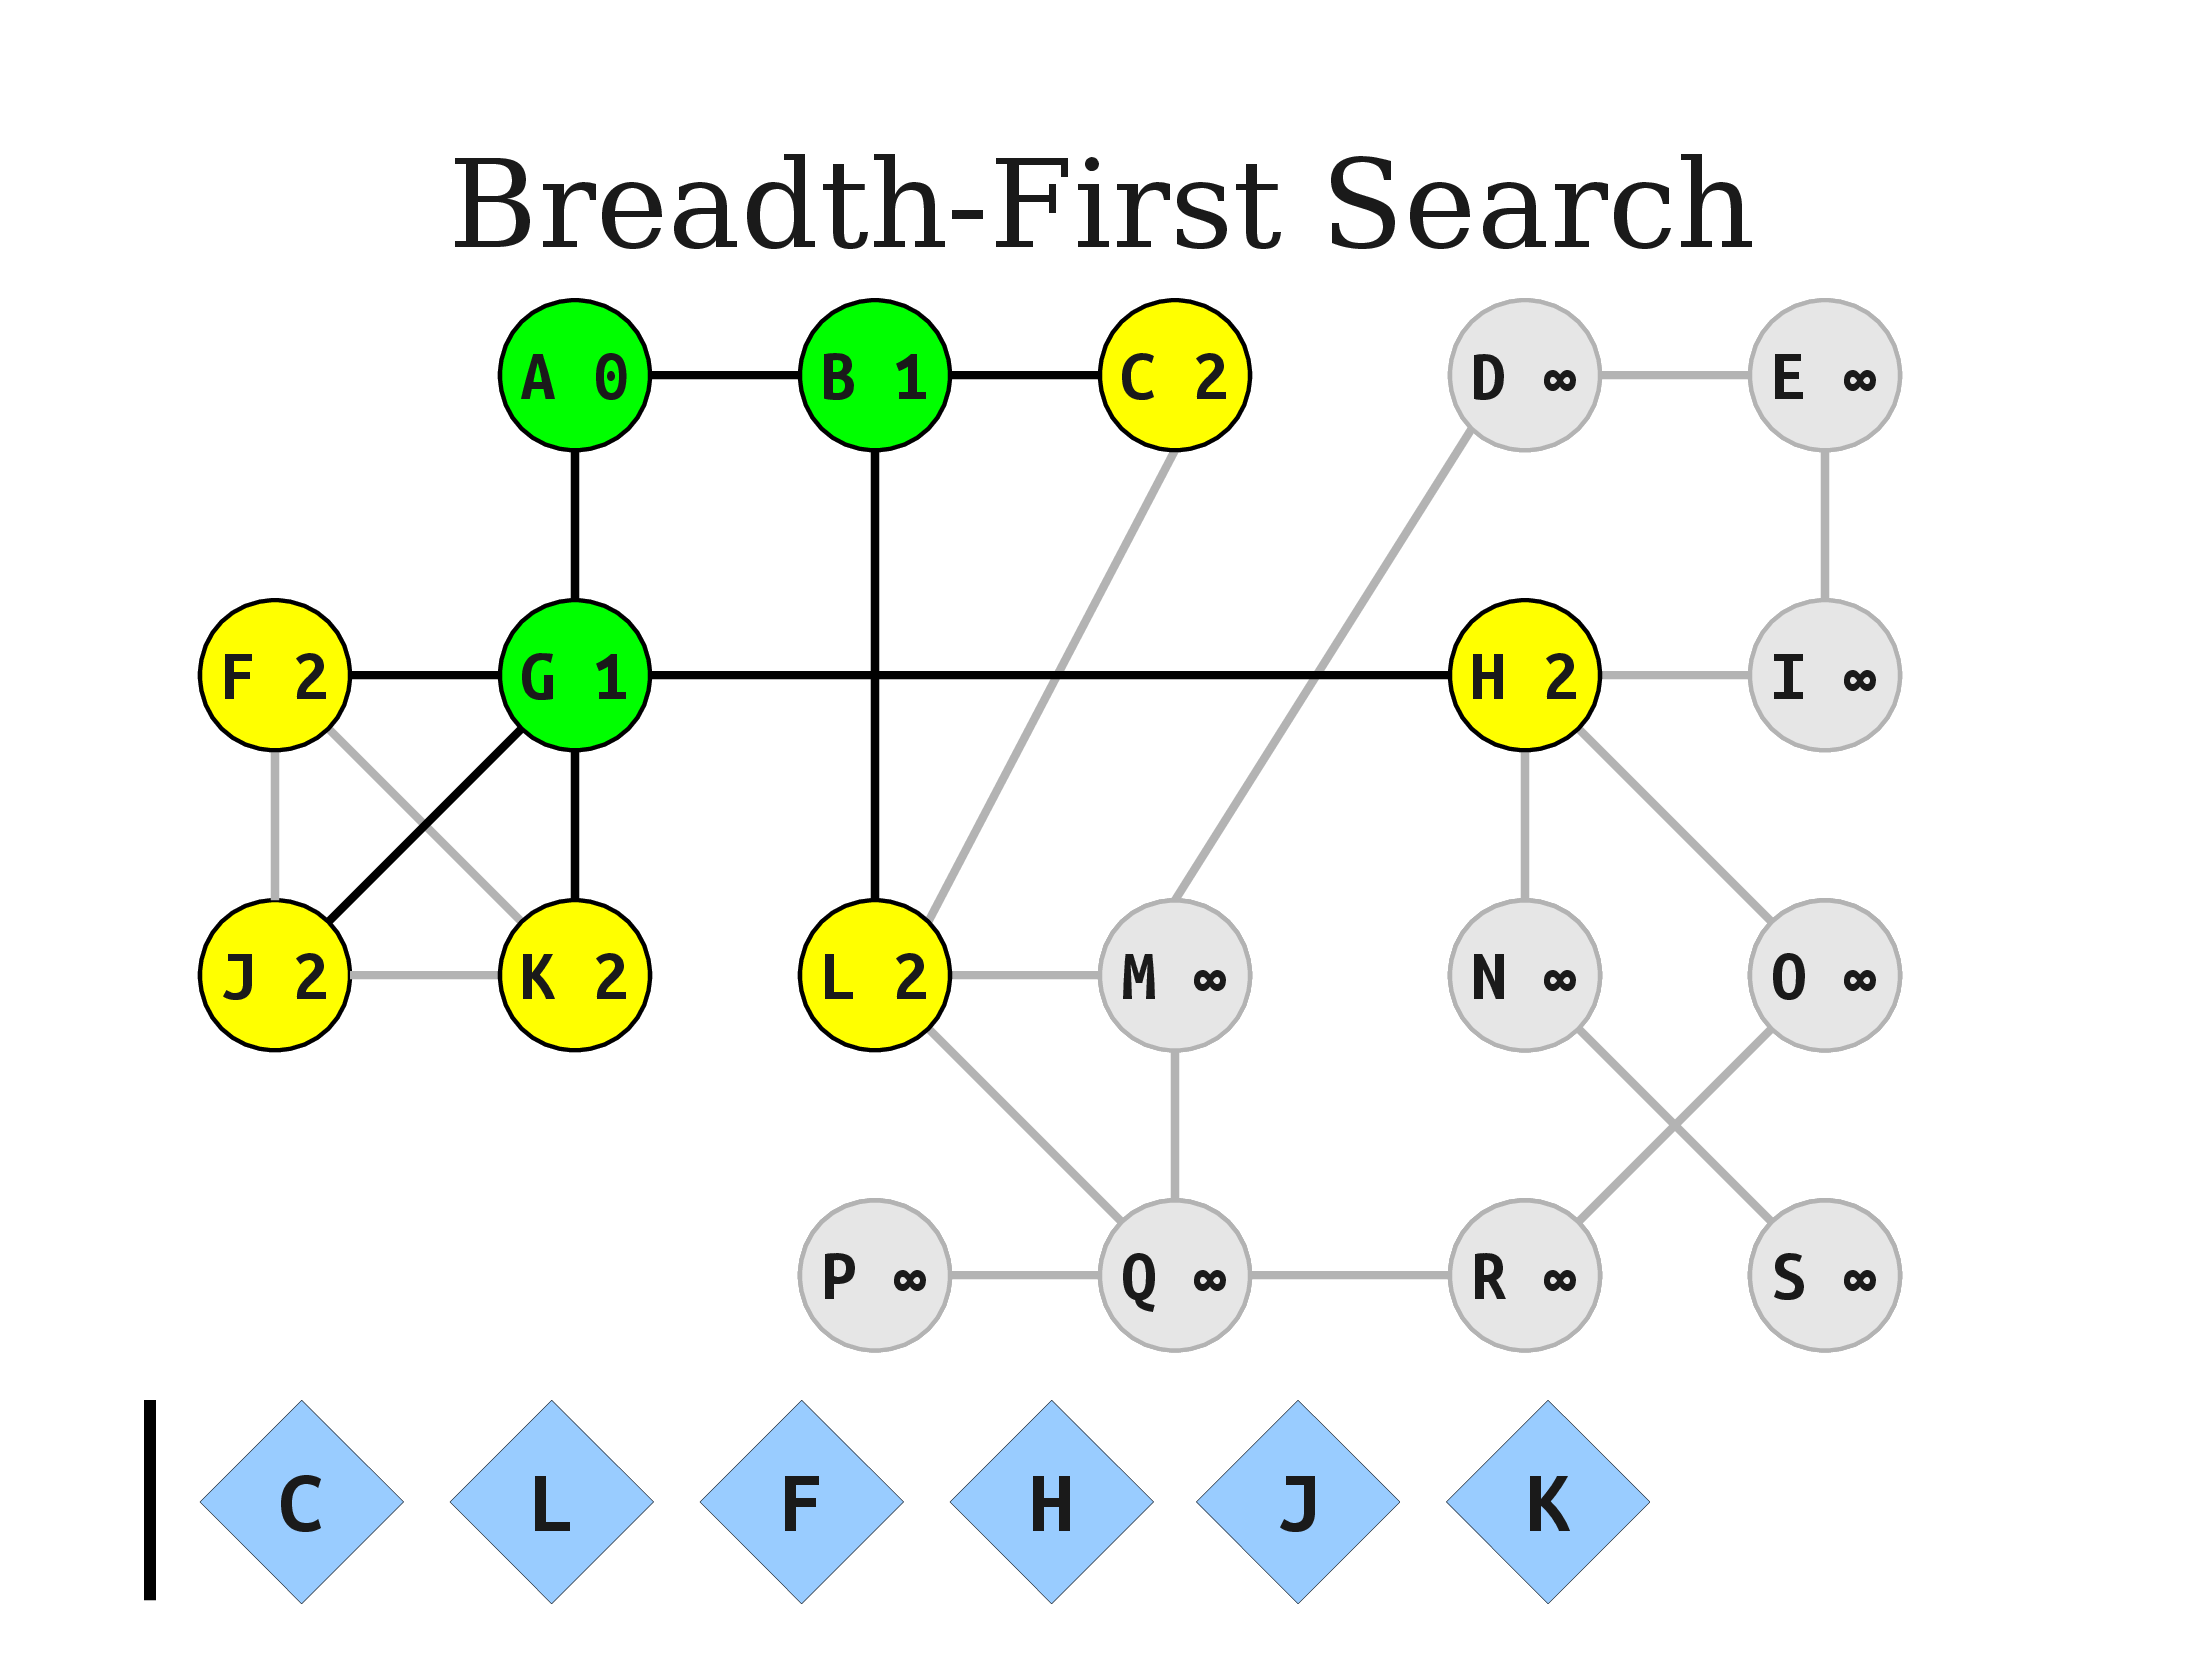 Breadth-First Search
A 0 B 1 C 2 D ∞ E ∞
F 2 G 1 H 2 I ∞
J 2 K 2 L 2 M ∞ N ∞ O ∞
P ∞ Q ∞ R ∞ S ∞
C L F H J K